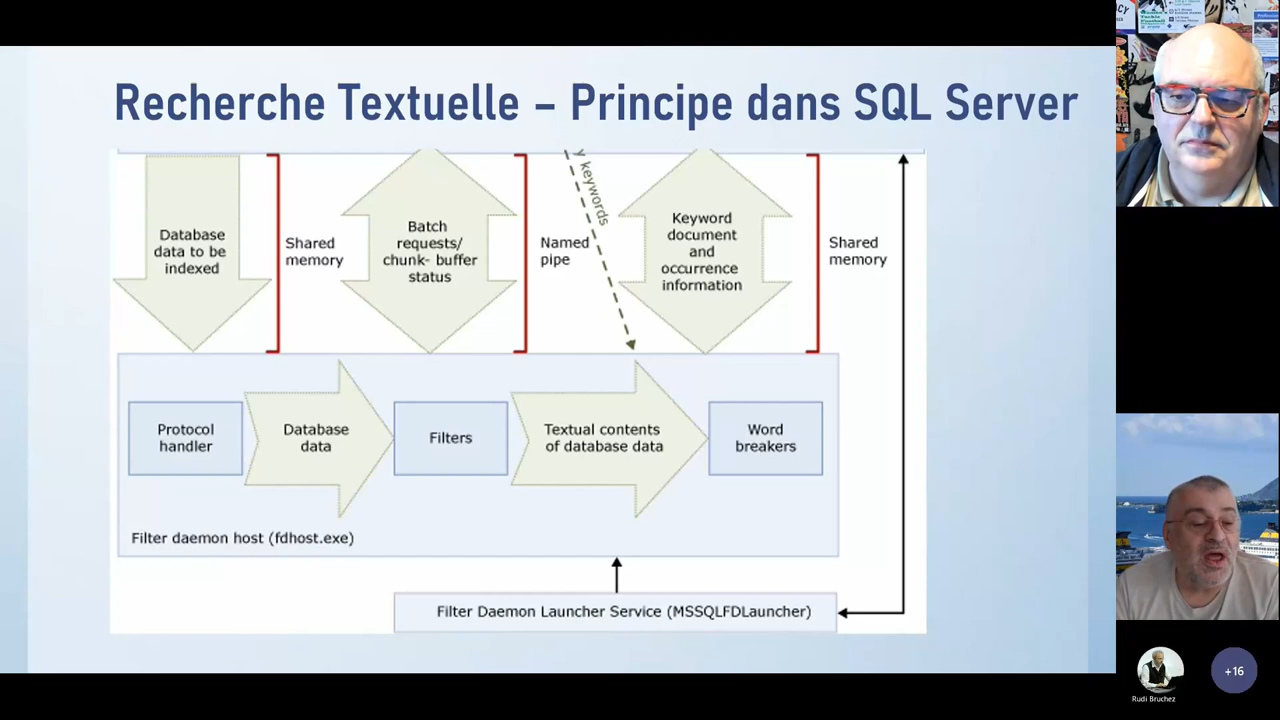 Recherche Textuelle – Principe dans SQL Server
Database
data to be
indexed
Shared
memory
Batch
requests/
chunk- buffer
status
Named
pipe
y keywords
Keyword
document
and
occurrence
information
Shared
memory
Protocol
handler
Database
data
Filters
Textual contents
of database data
Word
breakers
Filter daemon host (fdhost.exe)
Filter Daemon Launcher Service (MSSQLFDLauncher)
Rudi Bruchez
+16